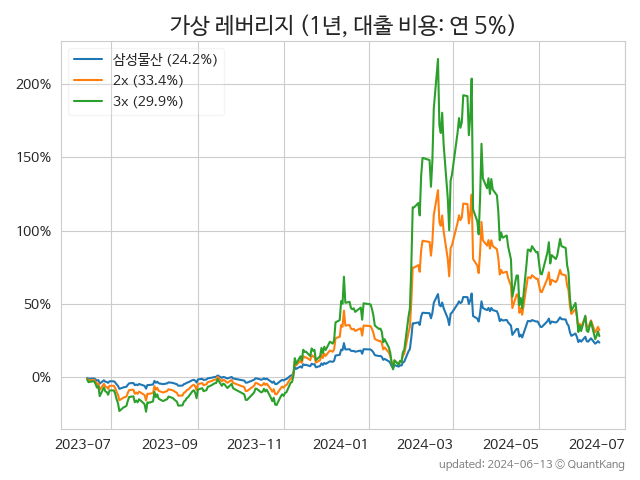 가상 레버리지 (1년, 대출 비용: 연 5%)
삼성물산 (24.2%)
2x (33.4%)
3x (29.9%)
200%
150%
100%
50%
0%
2023-07 2023-09 2023-11 2024-01 2024-03 2024-05 2024-07
updated: 2024-06-13 © QuantKang